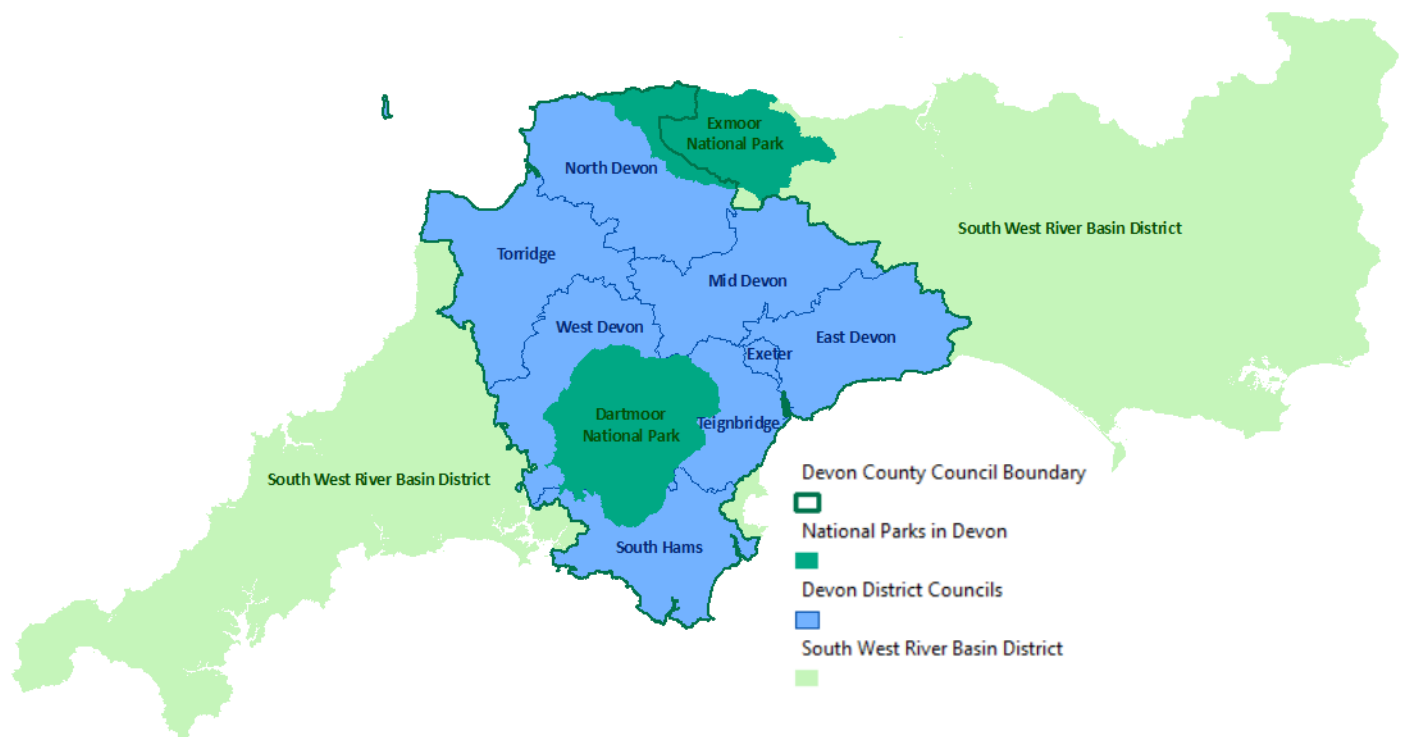 Exmoor
National Park
North Devon
South West River Basin District
Torridge
Mid Devon
West Devon
East Devon
Exeter
Dartmoor
National Park
Teignbridge
South West River Basin District
South Hams
Devon County Council Boundary
National Parks in Devon
Devon District Councils
South West River Basin District